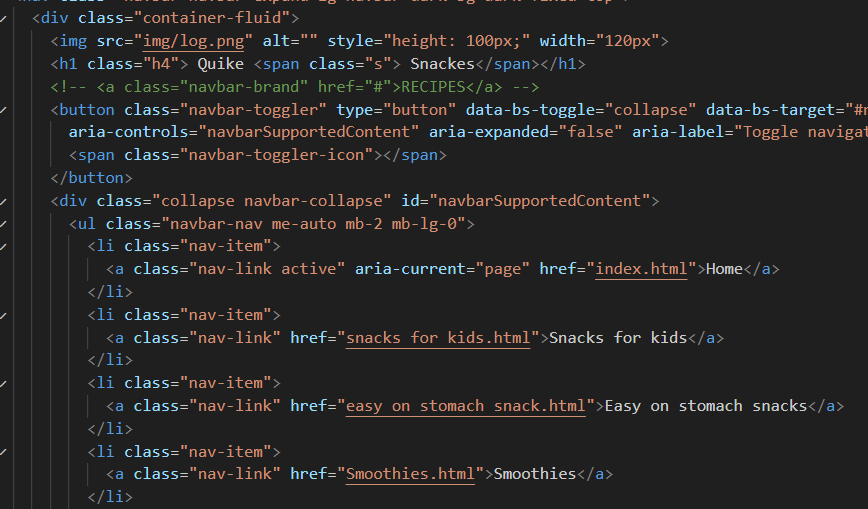 <div class="container-fluid">
<img src="img/log.png" alt="" style="height: 100px;" width="120px">
<h1 class="h4"> Quike <span class="s"> Snackes</span></h1>
<!-- <a class="navbar-brand" href="#">RECIPES</a> -->
<button class="navbar-toggler" type="button" data-bs-toggle="collapse" data-bs-target="#
aria-controls="navbarSupportedContent" aria-expanded="false" aria-label="Toggle
<span class="navbar-toggler-icon"></span>
</button>
<div class="collapse navbar-collapse" id="navbarSupportedContent">
<ul class="navbar-nav me-auto mb-2 mb-lg-0">
<li class="nav-item">
<a class="nav-link active" aria-current="page" href="index.html">Home</a>
</li>
<li class="nav-item">
<a class="nav-link" href="snacks for kids.html">Snacks for kids</a>
</li>
<li class="nav-item">
<a class="nav-link" href="easy on stomach snack.html">Easy on stomach snacks</a>
</li>
<li class="nav-item">
<a class="nav-link" href="Smoothies.html">Smoothies</a>
</li>